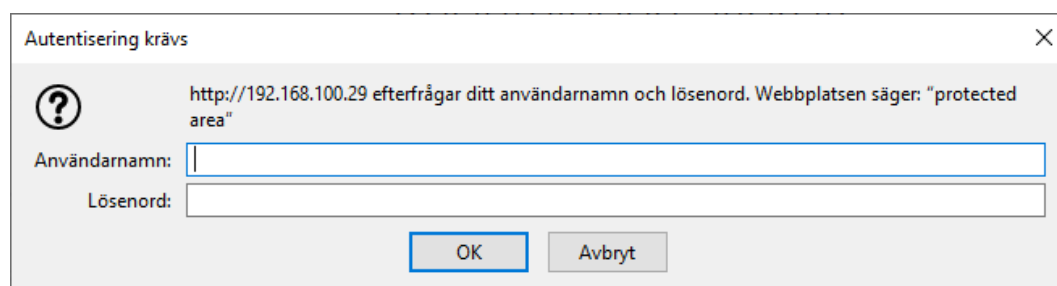 Autentisering krävs
http://192.168.100.29 efterfrågar ditt användarnamn och lösenord. Webbplatsen säger: “protected
area”
Användarnamn:
Lösenord:
OK Avbryt